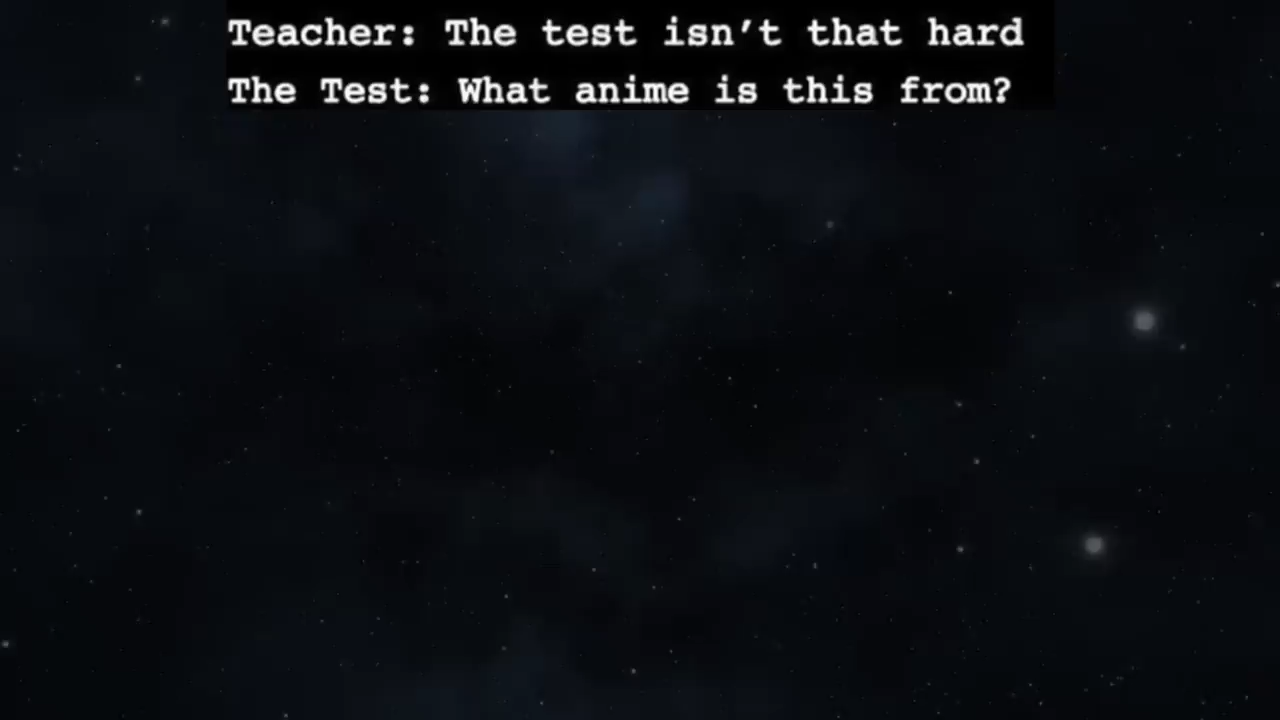 Teacher: The test isn’t that hard
The Test: What anime is this from?